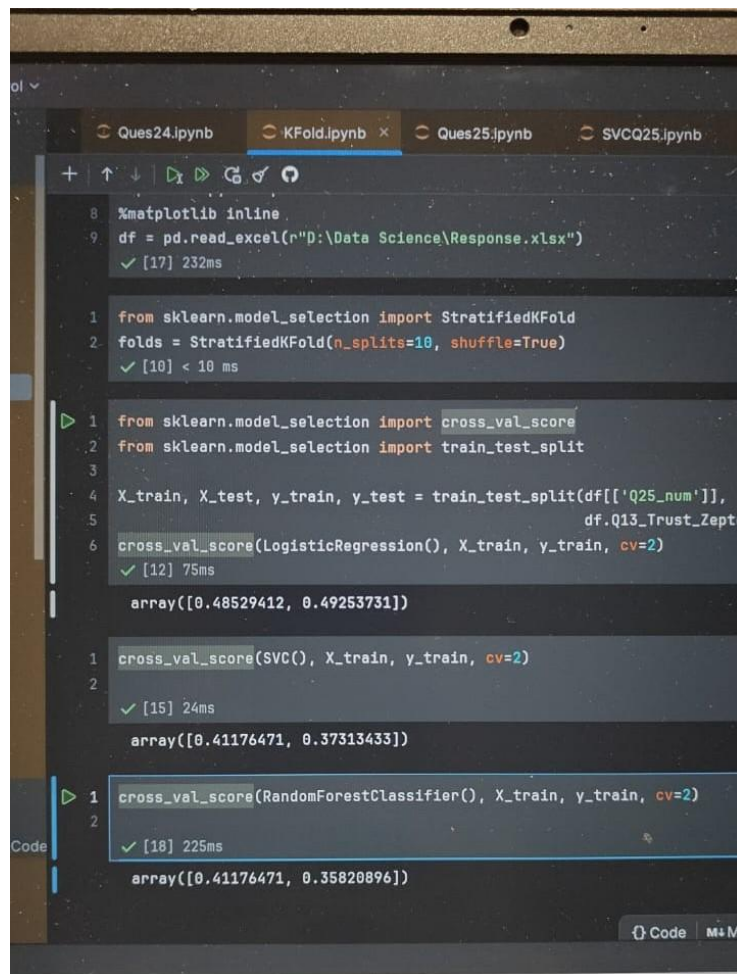 ol
Ques24.ipynb KFold.ipynb × Ques25.ipynb SVCQ25.ipynb
8 %matplotlib inline
9 df = pd.read_excel(r"D:\Data Science\Response.xlsx")
✓ [17] 232ms
1 from sklearn.model_selection import StratifiedKFold
2 folds = StratifiedKFold(n_splits=10, shuffle=True)
✓ [10] < 10 ms
1 from sklearn.model_selection import cross_val_score
2 from sklearn.model_selection import train_test_split
3
4 X_train, X_test, y_train, y_test = train_test_split(df[['Q25_num']],
5 df.Q13_Trust_Zept
6 cross_val_score(LogisticRegression(), X_train, y_train, cv=2)
✓ [12] 75ms
array([0.48529412, 0.49253731])
1 cross_val_score(SVC(), X_train, y_train, cv=2)
2
✓ [15] 24ms
array([0.41176471, 0.37313433])
1 cross_val_score(RandomForestClassifier(), X_train, y_train, cv=2)
2
Code
✓ [18] 225ms
array([0.41176471, 0.35820896])
{} Code M↓ M